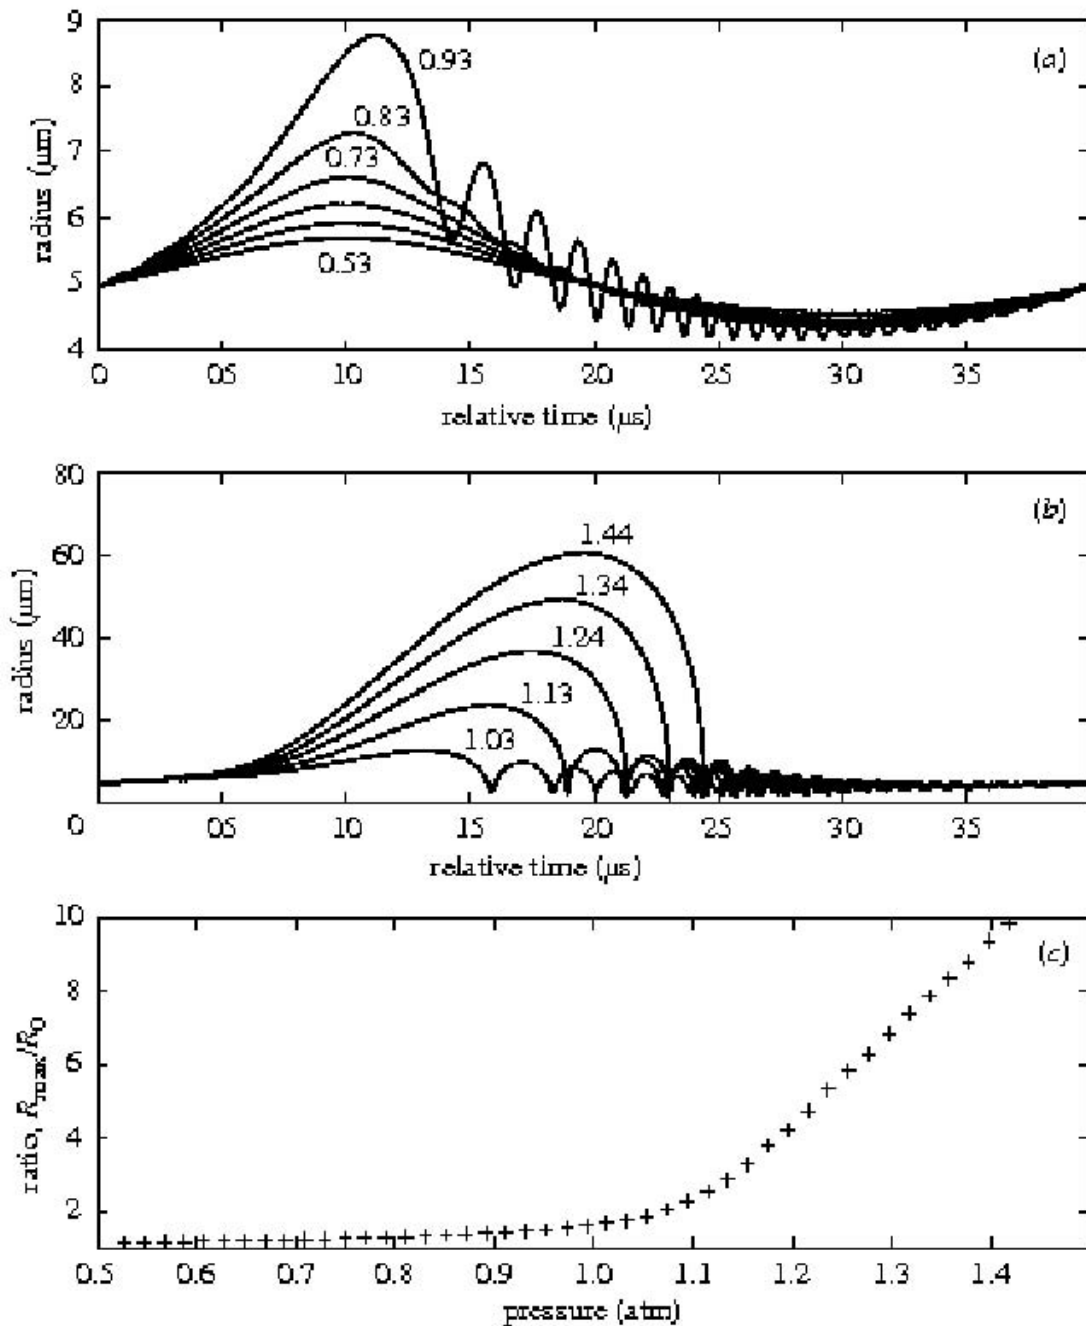 9
(a)
0.93
8
0.83
7
0.73
radius (μm)
6
5
0.53
4
0 05 10 15 20 25 30 35
relative time (μs)
80
(b)
1.44
60
1.34
radius (μm)
1.24
40
1.13
20
1.03
0 05 10 15 20 25 30 35
relative time (μs)
10
(c)
8
ratio, Rmax/R0
6
4
2
0.5 0.6 0.7 0.8 0.9 1.0 1.1 1.2 1.3 1.4
pressure (atm)